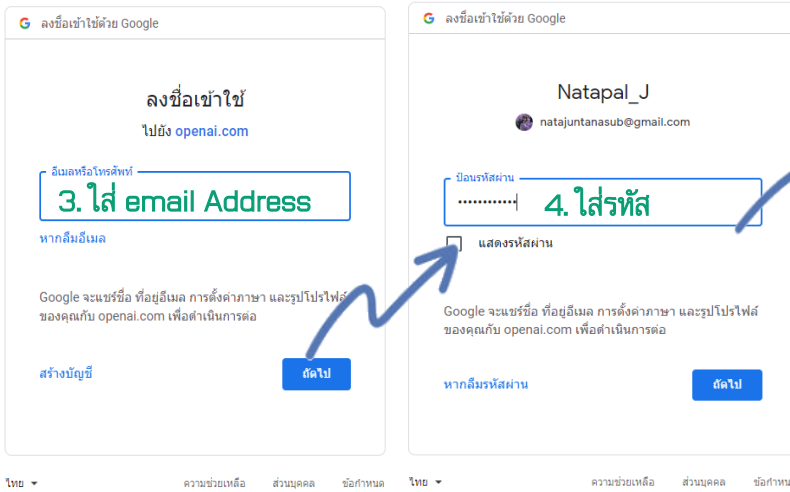 ลงชื่อเข้าใช้ด้วย Google
ลงชื่อเข้าใช้
ไปยัง openai.com
อีเมลหรือโทรศัพท์
3. ใส่ email Address
หากลืมอีเมล
Google จะแชร์ชื่อ ที่อยู่อีเมล การตั้งค่าภาษา และรูปโปรไฟล์
ของคุณกับ openai.com เพื่อดำเนินการต่อ
สร้างบัญชี
ถัดไป
ไทย
ความช่วยเหลือ
ส่วนบุคคล
ข้อกำหนด
ลงชื่อเข้าใช้ด้วย Google
Natapal_J
natajuntanasub@gmail.com
ป้อนรหัสผ่าน
••••••••••••
4. ใส่รหัส
แสดงรหัสผ่าน
Google จะแชร์ชื่อ ที่อยู่อีเมล การตั้งค่าภาษา และรูปโปรไฟล์
ของคุณกับ openai.com เพื่อดำเนินการต่อ
หากลืมรหัสผ่าน
ถัดไป
ไทย
ความช่วยเหลือ
ส่วนบุคคล